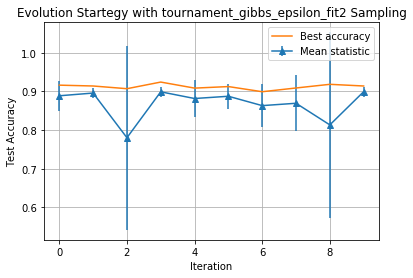 Evolution Startegy with tournament_gibbs_epsilon_fit2 Sampling
Best accuracy
Mean statistic
1.0
0.9
0.8
0.7
0.6
Test Accuracy
0 2 4 6 8
Iteration